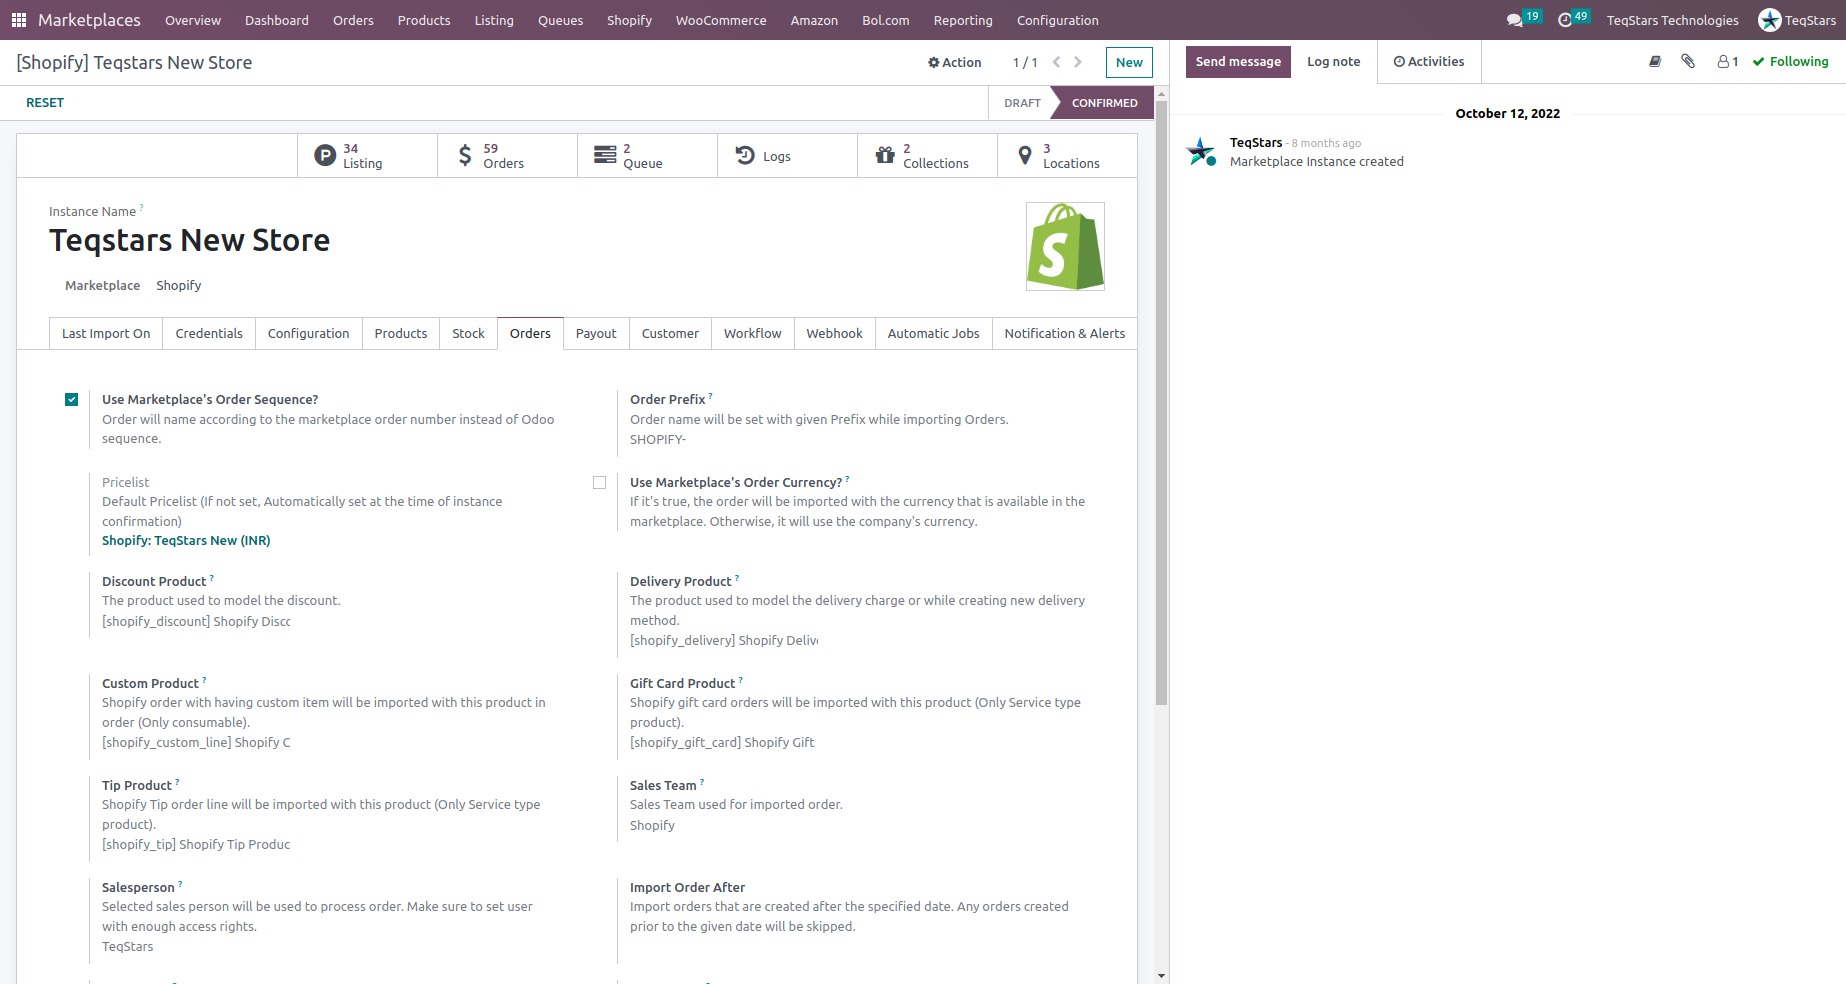 Marketplaces Overview Dashboard Orders Products Listing Queues Shopify WooCommerce Amazon Bol.com Reporting Configuration 19 49 TeqStars Technologies TeqStars
[Shopify] Teqstars New Store Action 1 / 1 New
RESET DRAFT CONFIRMED
34
Listing
59
Orders
2
Queue
Logs
2
Collections
3
Locations
Instance Name ?
Teqstars New Store
Marketplace Shopify
Last Import On Credentials Configuration Products Stock Orders Payout Customer Workflow Webhook Automatic Jobs Notification & Alerts
Use Marketplace's Order Sequence?
Order will name according to the marketplace order number instead of Odoo
sequence.
Order Prefix ?
Order name will be set with given Prefix while importing Orders.
SHOPIFY-
Pricelist
Default Pricelist (If not set, Automatically set at the time of instance
confirmation)
Shopify: TeqStars New (INR)
Use Marketplace's Order Currency? ?
If it's true, the order will be imported with the currency that is available in the
marketplace. Otherwise, it will use the company's currency.
Discount Product ?
The product used to model the discount.
[shopify_discount] Shopify Disc
Delivery Product ?
The product used to model the delivery charge or while creating new delivery
method.
[shopify_delivery] Shopify Deliv
Custom Product ?
Shopify order with having custom item will be imported with this product in
order (Only consumable).
[shopify_custom_line] Shopify C
Gift Card Product ?
Shopify gift card orders will be imported with this product (Only Service type
product).
[shopify_gift_card] Shopify Gift
Tip Product ?
Shopify Tip order line will be imported with this product (Only Service type
product).
[shopify_tip] Shopify Tip Produc
Sales Team ?
Sales Team used for imported order.
Shopify
Salesperson ?
Selected sales person will be used to process order. Make sure to set user
with enough access rights.
TeqStars
Import Order After
Import orders that are created after the specified date. Any orders created
prior to the given date will be skipped.
Send message Log note Activities 1 Following
October 12, 2022
TeqStars - 8 months ago
Marketplace Instance created